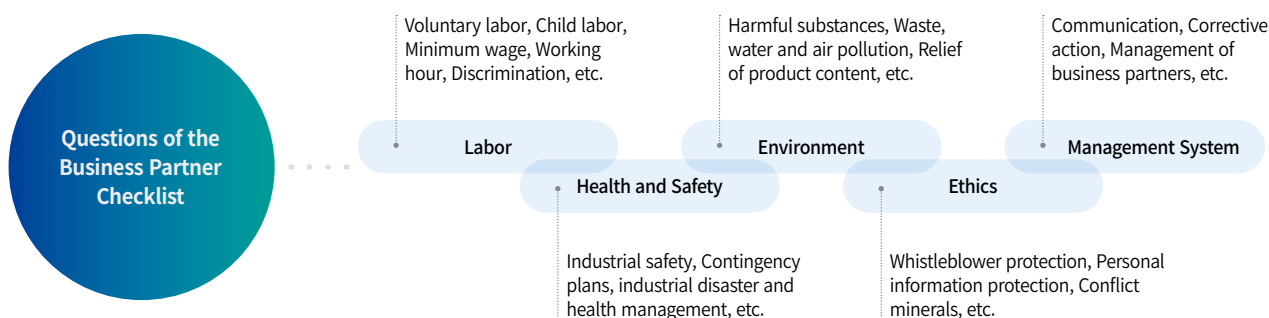 Questions of the
Business Partner
Checklist
Voluntary labor, Child labor,
Minimum wage, Working
hour, Discrimination, etc.
Labor
Health and Safety
Industrial safety, Contingency
plans, industrial disaster and
health management, etc.
Harmful substances, Waste,
water and air pollution, Relief
of product content, etc.
Environment
Ethics
Whistleblower protection, Personal
information protection, Conflict
minerals, etc.
Communication, Corrective
action, Management of
business partners, etc.
Management System